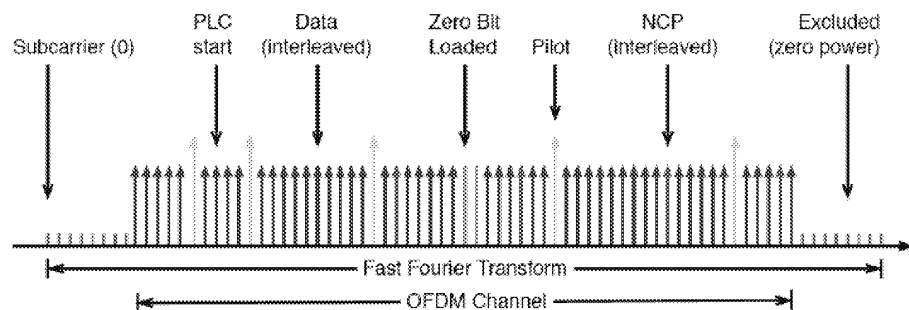 Subcarrier (0)
PLC
start
Data
(interleaved)
Zero Bit
Loaded
Pilot
NCP
(interleaved)
Excluded
(zero power)
Fast Fourier Transform
OFDM Channel